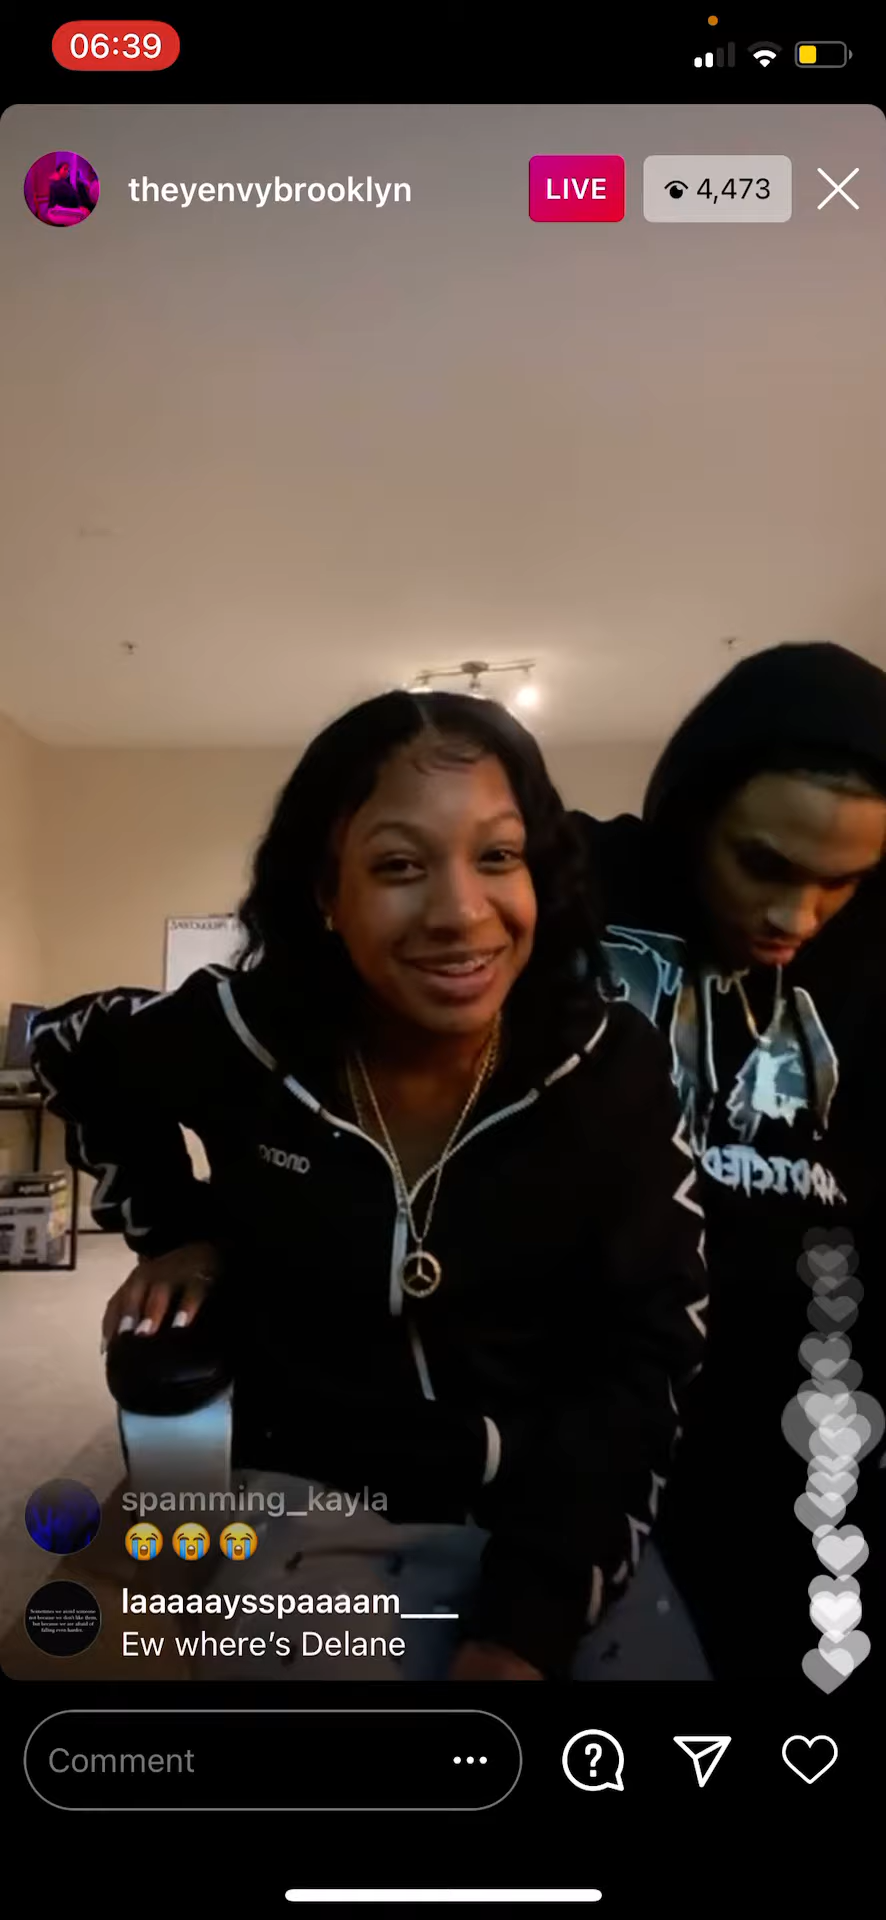 06:39
theyenvybrooklyn
LIVE
4,473
spamming_kayla
😭😭😭
laaaaaysspaaaam___
Ew where's Delane
Comment